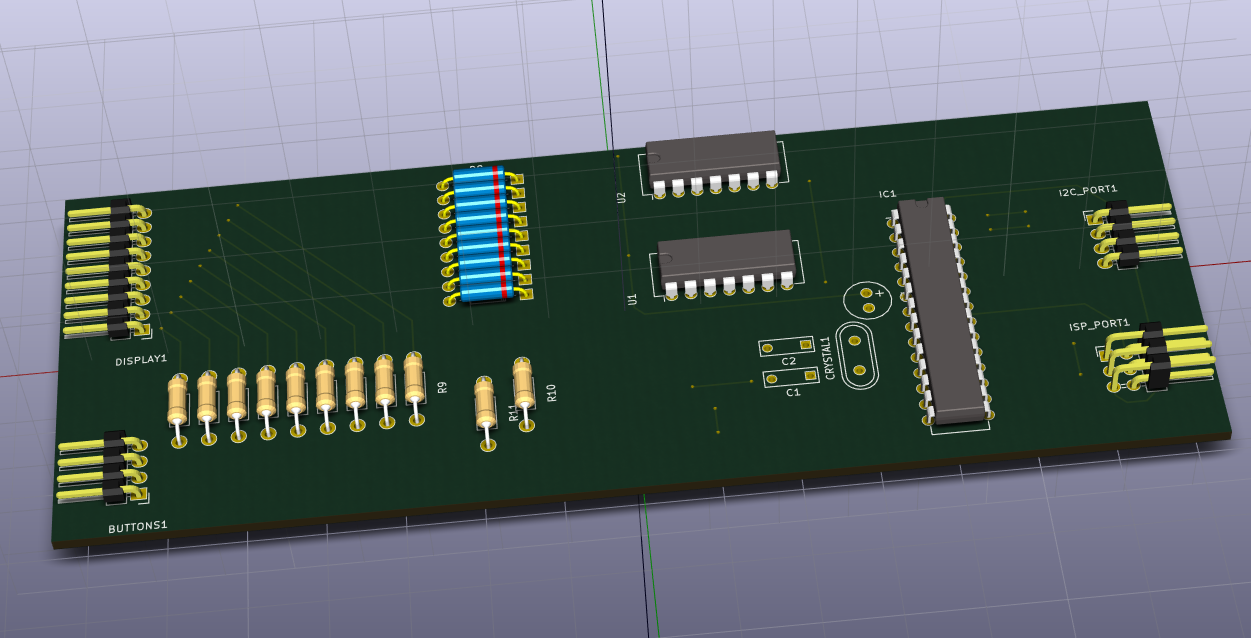 U2
IC1
I2C_PORT1
U1
DISPLAY1
ISP_PORT1
+
C2
CRYSTAL1
C1
R9
R10
R11
BUTTONS1